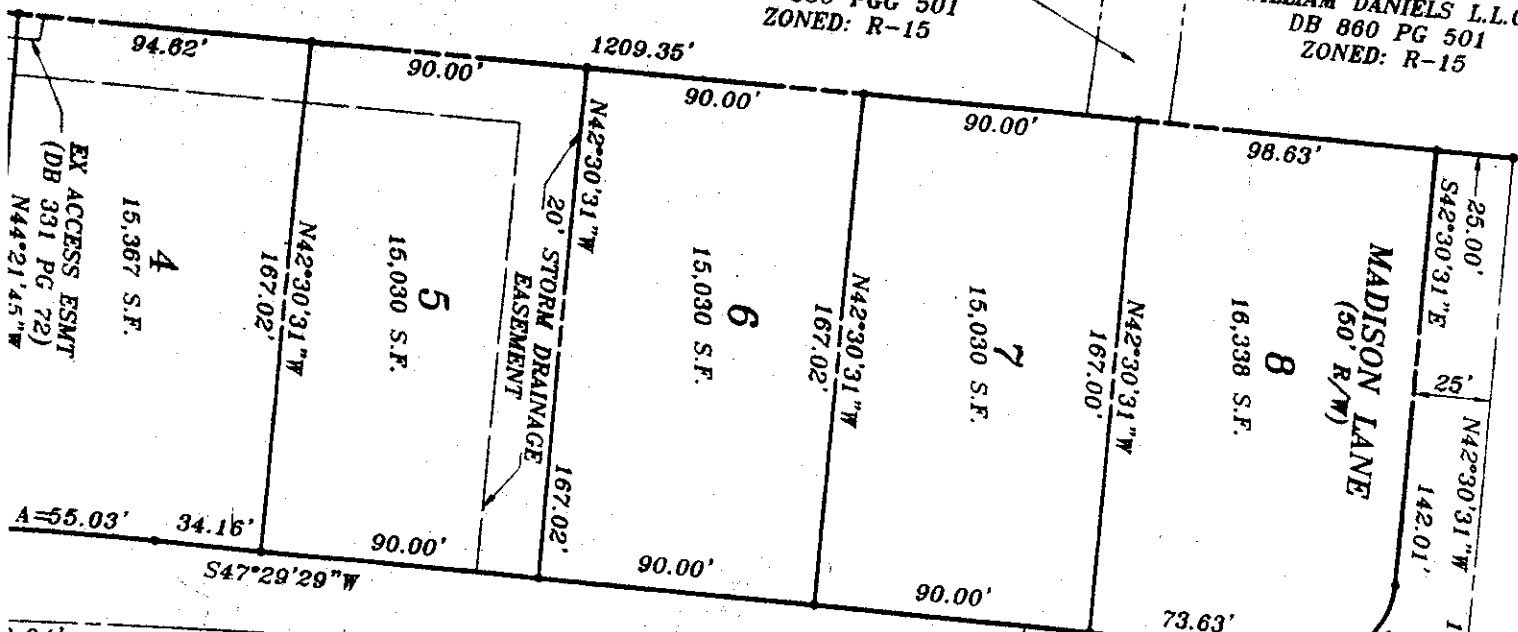 PGG 501
ZONED: R-15
DANIELS L.L.
DB 860 PG 501
ZONED: R-15
94.62'
90.00'
1209.35'
90.00'
90.00'
98.63'
25.00'
S42°30'31"E
25'
N42°30'31"W
142.01'
MADISON LANE
(50' R/W)
EX ACCESS ESMT
(DB 331 PG 72)
N44°21'45"W
4
15,367 S.F.
N42°30'31"W
167.02'
5
15,030 S.F.
N42°30'31"W
20' STORM DRAINAGE
EASEMENT
167.02'
6
15,030 S.F.
N42°30'31"W
167.02'
7
15,030 S.F.
N42°30'31"W
167.00'
8
16,338 S.F.
A=55.03'
34.16'
90.00'
90.00'
90.00'
73.63'
S47°29'29"W